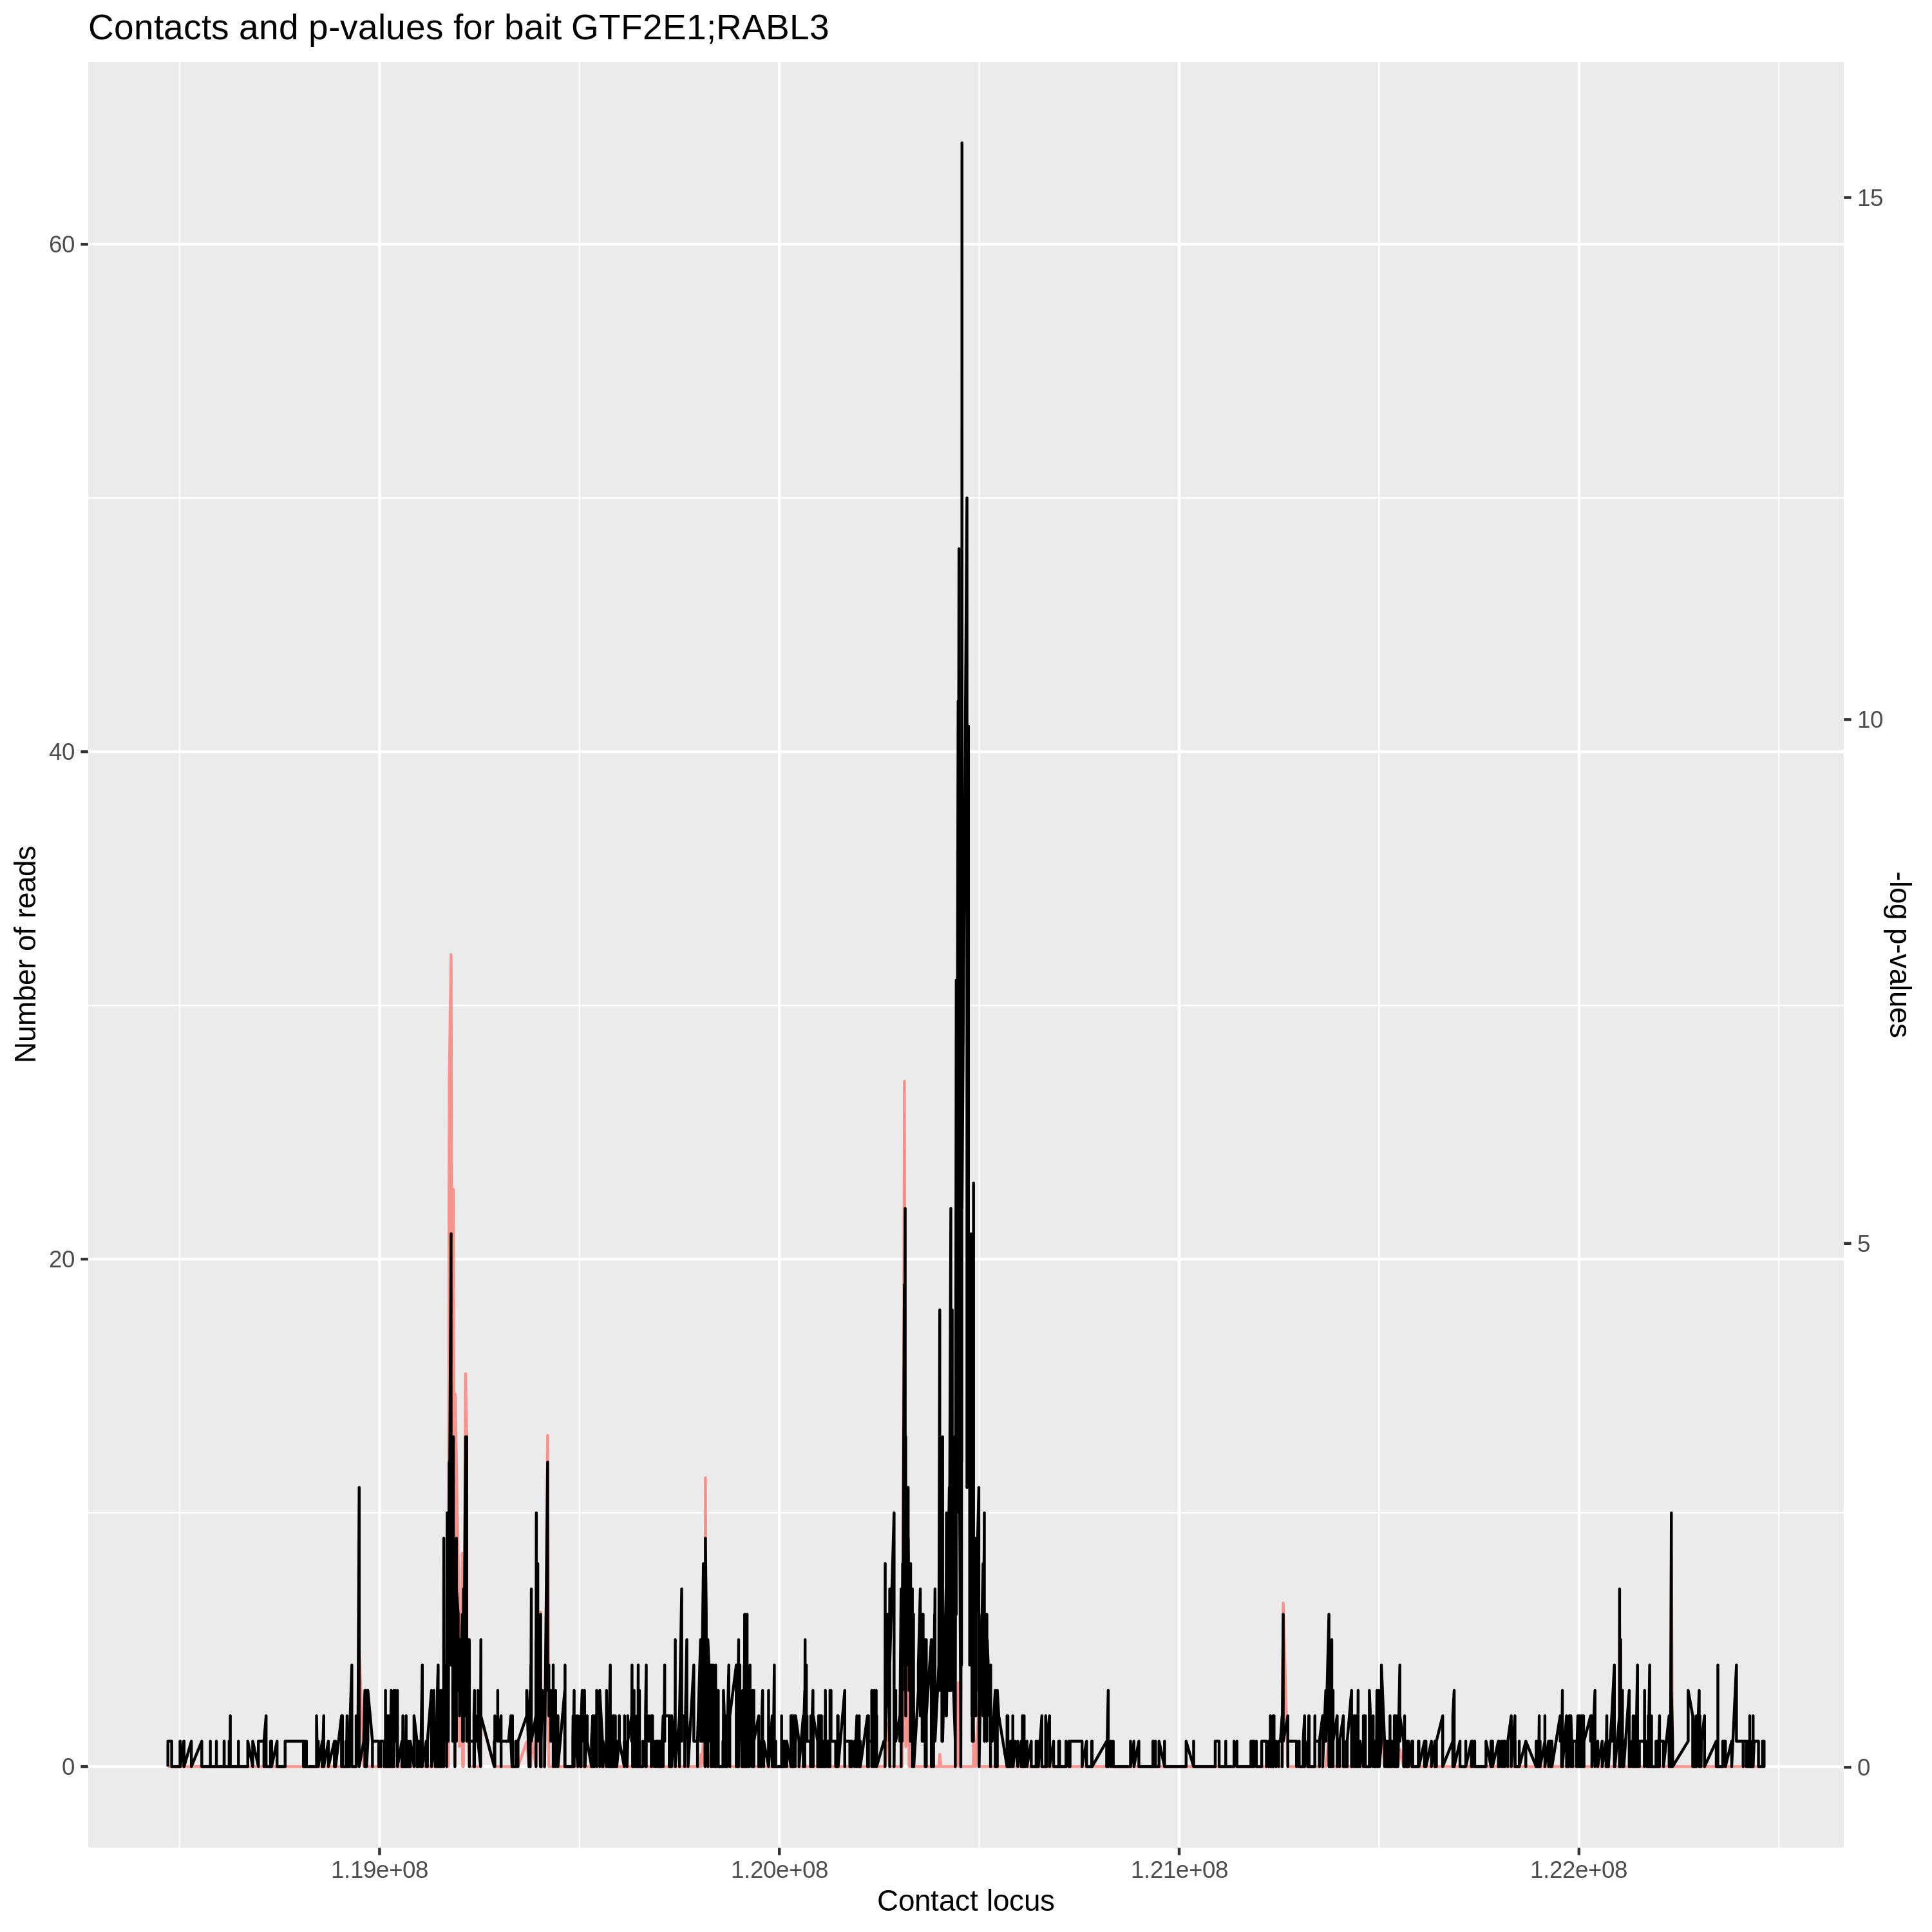 Contacts and p-values for bait GTF2E1;RABL3
Number of reads
60
40
20
0
-log p-values
15
10
5
0
1.19e+08
1.20e+08
1.21e+08
1.22e+08
Contact locus